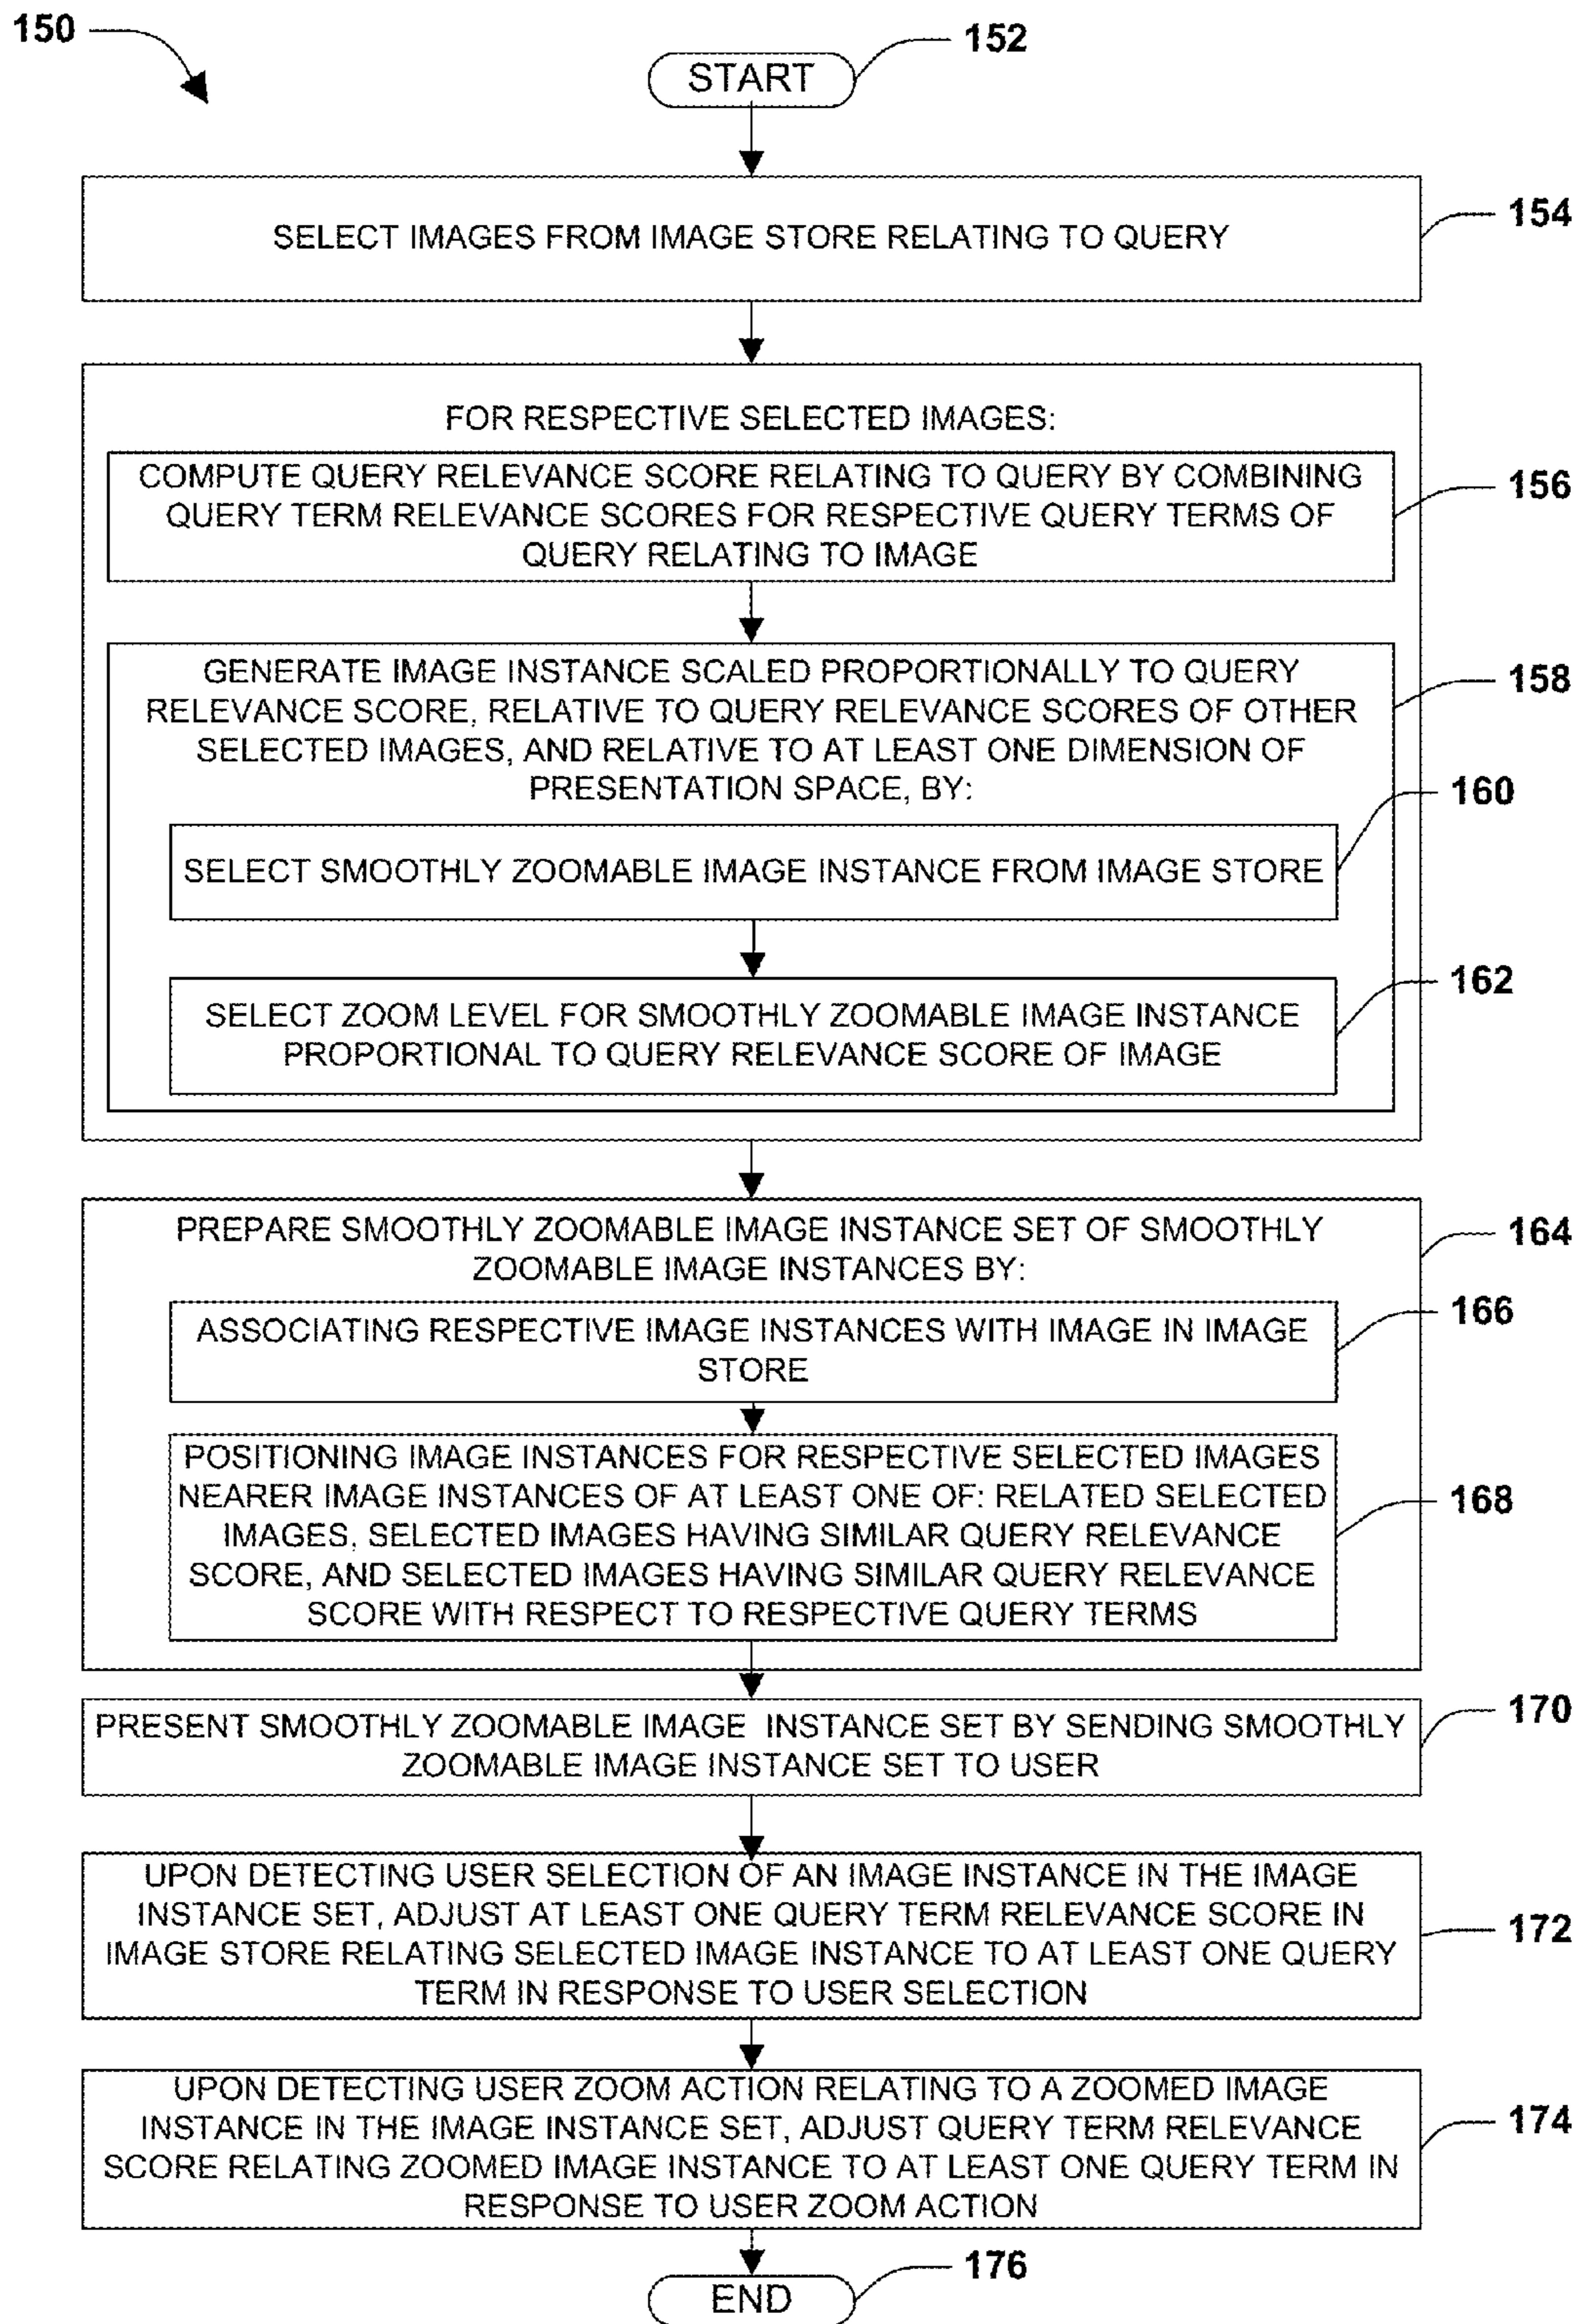 150
START
152
SELECT IMAGES FROM IMAGE STORE RELATING TO QUERY
154
FOR RESPECTIVE SELECTED IMAGES:
COMPUTE QUERY RELEVANCE SCORE RELATING TO QUERY BY COMBINING
QUERY TERM RELEVANCE SCORES FOR RESPECTIVE QUERY TERMS OF
QUERY RELATING TO IMAGE
156
GENERATE IMAGE INSTANCE SCALED PROPORTIONALLY TO QUERY
RELEVANCE SCORE, RELATIVE TO QUERY RELEVANCE SCORES OF OTHER
SELECTED IMAGES, AND RELATIVE TO AT LEAST ONE DIMENSION OF
PRESENTATION SPACE, BY:
158
SELECT SMOOTHLY ZOOMABLE IMAGE INSTANCE FROM IMAGE STORE
160
SELECT ZOOM LEVEL FOR SMOOTHLY ZOOMABLE IMAGE INSTANCE
PROPORTIONAL TO QUERY RELEVANCE SCORE OF IMAGE
162
PREPARE SMOOTHLY ZOOMABLE IMAGE INSTANCE SET OF SMOOTHLY
ZOOMABLE IMAGE INSTANCES BY:
164
ASSOCIATING RESPECTIVE IMAGE INSTANCES WITH IMAGE IN IMAGE
STORE
166
POSITIONING IMAGE INSTANCES FOR RESPECTIVE SELECTED IMAGES
NEARER IMAGE INSTANCES OF AT LEAST ONE OF: RELATED SELECTED
IMAGES, SELECTED IMAGES HAVING SIMILAR QUERY RELEVANCE
SCORE, AND SELECTED IMAGES HAVING SIMILAR QUERY RELEVANCE
SCORE WITH RESPECT TO RESPECTIVE QUERY TERMS
168
PRESENT SMOOTHLY ZOOMABLE IMAGE INSTANCE SET BY SENDING SMOOTHLY
ZOOMABLE IMAGE INSTANCE SET TO USER
170
UPON DETECTING USER SELECTION OF AN IMAGE INSTANCE IN THE IMAGE
INSTANCE SET, ADJUST AT LEAST ONE QUERY TERM RELEVANCE SCORE IN
IMAGE STORE RELATING SELECTED IMAGE INSTANCE TO AT LEAST ONE QUERY
TERM IN RESPONSE TO USER SELECTION
172
UPON DETECTING USER ZOOM ACTION RELATING TO A ZOOMED IMAGE
INSTANCE IN THE IMAGE INSTANCE SET, ADJUST QUERY TERM RELEVANCE
SCORE RELATING ZOOMED IMAGE INSTANCE TO AT LEAST ONE QUERY TERM IN
RESPONSE TO USER ZOOM ACTION
174
END
176